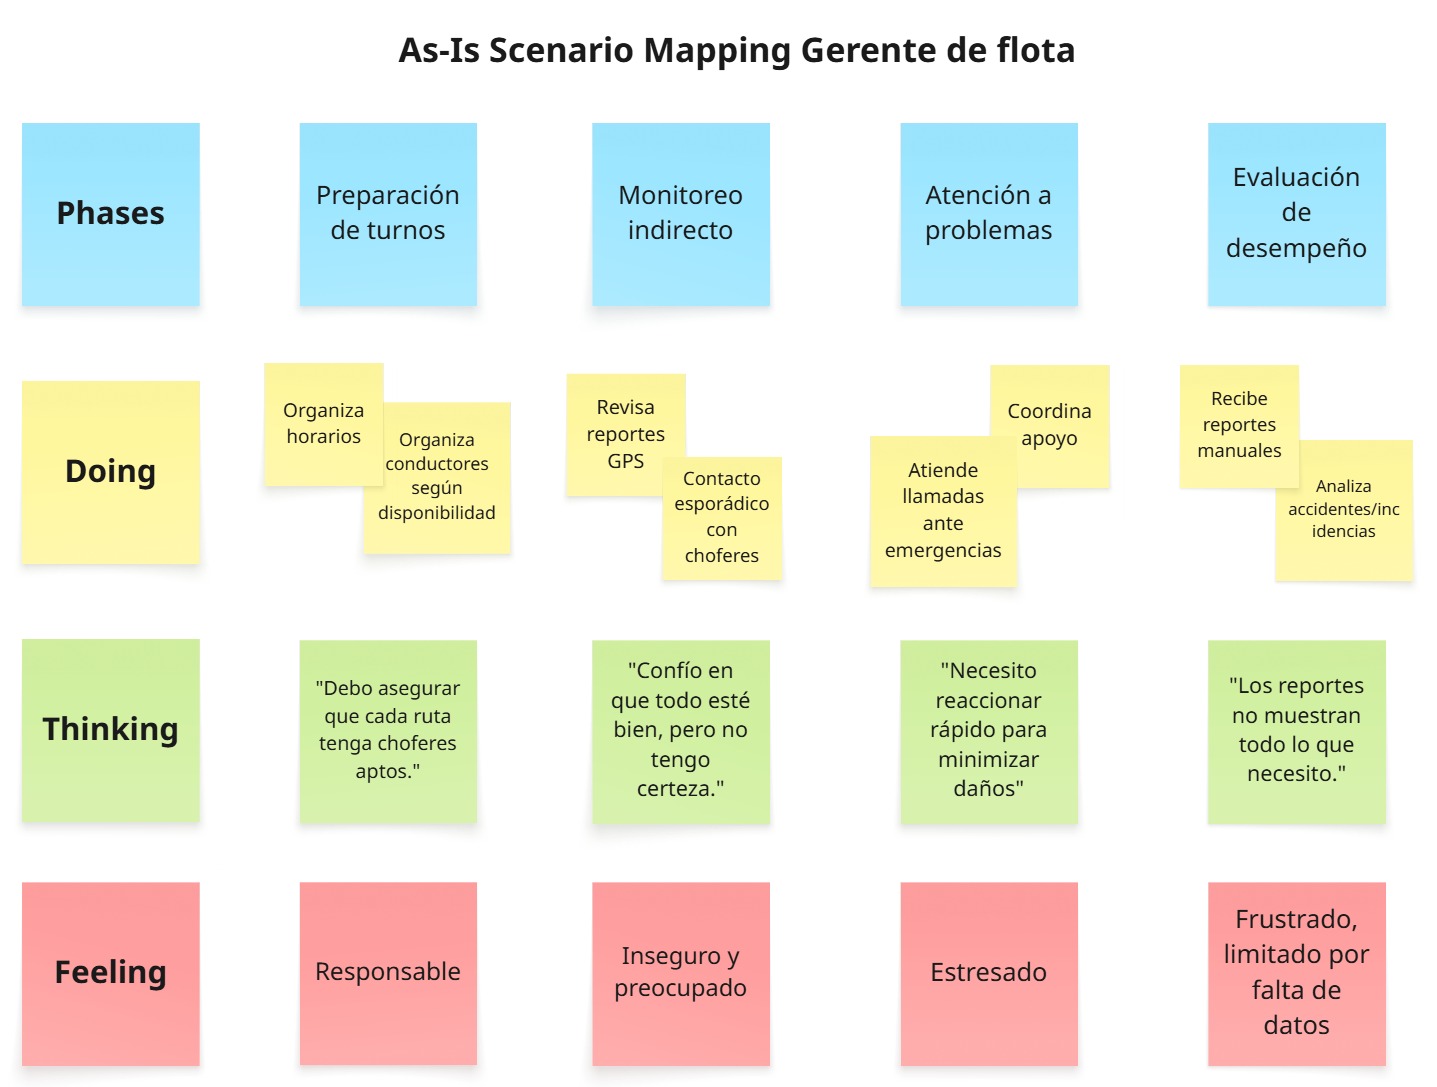 As-Is Scenario Mapping Gerente de flota
Phases
Preparación
de turnos
Monitoreo
indirecto
Atención a
problemas
Evaluación
de
desempeño
Doing
Organiza
horarios
Organiza
conductores
según
disponibilidad
Revisa
reportes
GPS
Contacto
esporádico
con
choferes
Coordina
apoyo
Atiende
llamadas
ante
emergencias
Recibe
reportes
manuales
Analiza
accidentes/inc
idencias
Thinking
"Debo asegurar
que cada ruta
tenga choferes
aptos."
"Confío en
que todo esté
bien, pero no
tengo
certeza."
"Necesito
reaccionar
rápido para
minimizar
daños"
"Los reportes
no muestran
todo lo que
necesito."
Feeling
Responsable
Inseguro y
preocupado
Estresado
Frustrado,
limitado por
falta de
datos